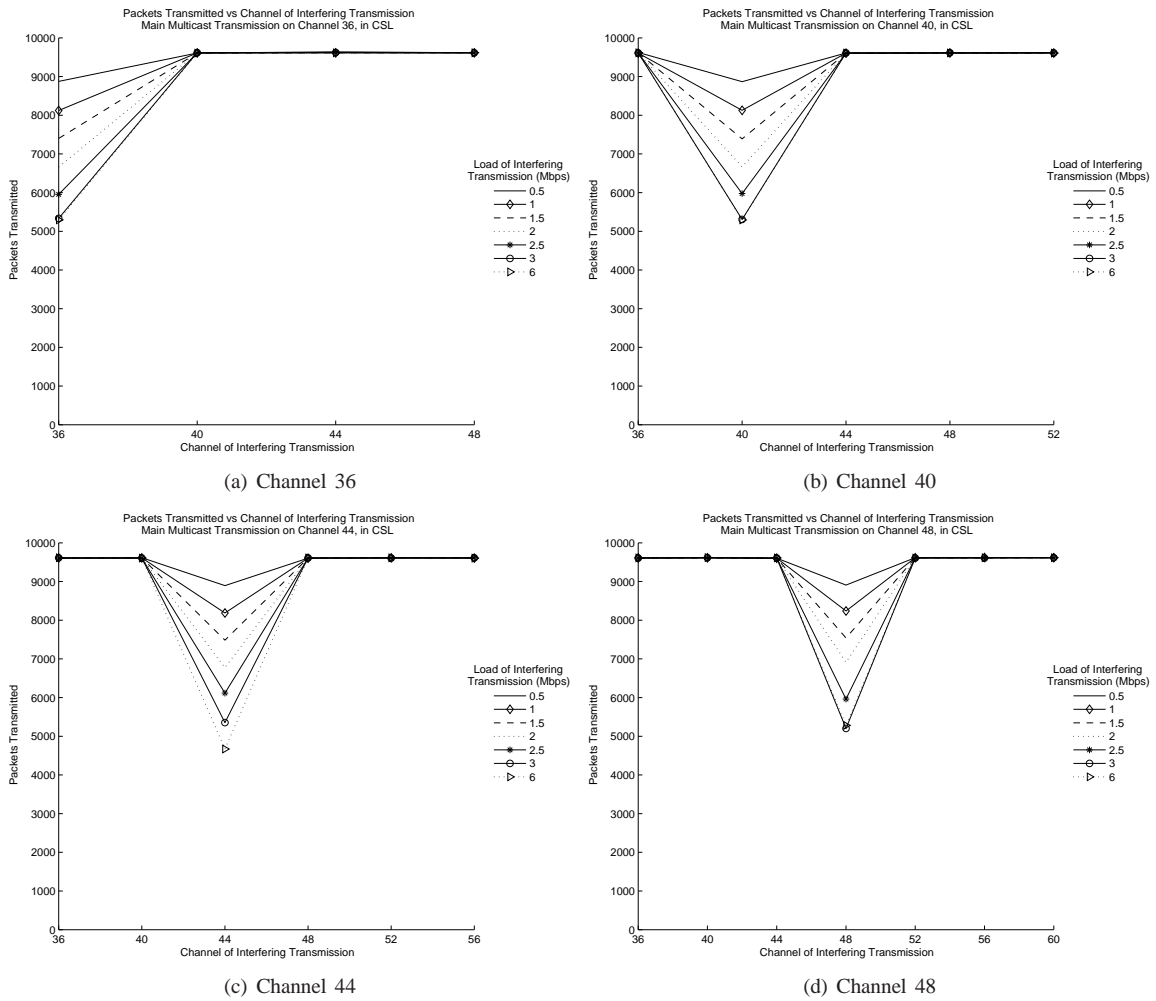 Packets Transmitted vs Channel of Interfering Transmission
Main Multicast Transmission on Channel 36, in CSL
10000
9000
8000
7000
6000
5000
4000
3000
2000
1000
0
Packets Transmitted
36 40 44 48
Channel of Interfering Transmission
Load of Interfering
Transmission (Mbps)
0.5
1
1.5
2
2.5
3
6
(a) Channel 36
Packets Transmitted vs Channel of Interfering Transmission
Main Multicast Transmission on Channel 40, in CSL
10000
9000
8000
7000
6000
5000
4000
3000
2000
1000
0
Packets Transmitted
36 40 44 48 52
Channel of Interfering Transmission
Load of Interfering
Transmission (Mbps)
0.5
1
1.5
2
2.5
3
6
(b) Channel 40
Packets Transmitted vs Channel of Interfering Transmission
Main Multicast Transmission on Channel 44, in CSL
10000
9000
8000
7000
6000
5000
4000
3000
2000
1000
0
Packets Transmitted
36 40 44 48 52 56
Channel of Interfering Transmission
Load of Interfering
Transmission (Mbps)
0.5
1
1.5
2
2.5
3
6
(c) Channel 44
Packets Transmitted vs Channel of Interfering Transmission
Main Multicast Transmission on Channel 48, in CSL
10000
9000
8000
7000
6000
5000
4000
3000
2000
1000
0
Packets Transmitted
36 40 44 48 52 56 60
Channel of Interfering Transmission
Load of Interfering
Transmission (Mbps)
0.5
1
1.5
2
2.5
3
6
(d) Channel 48